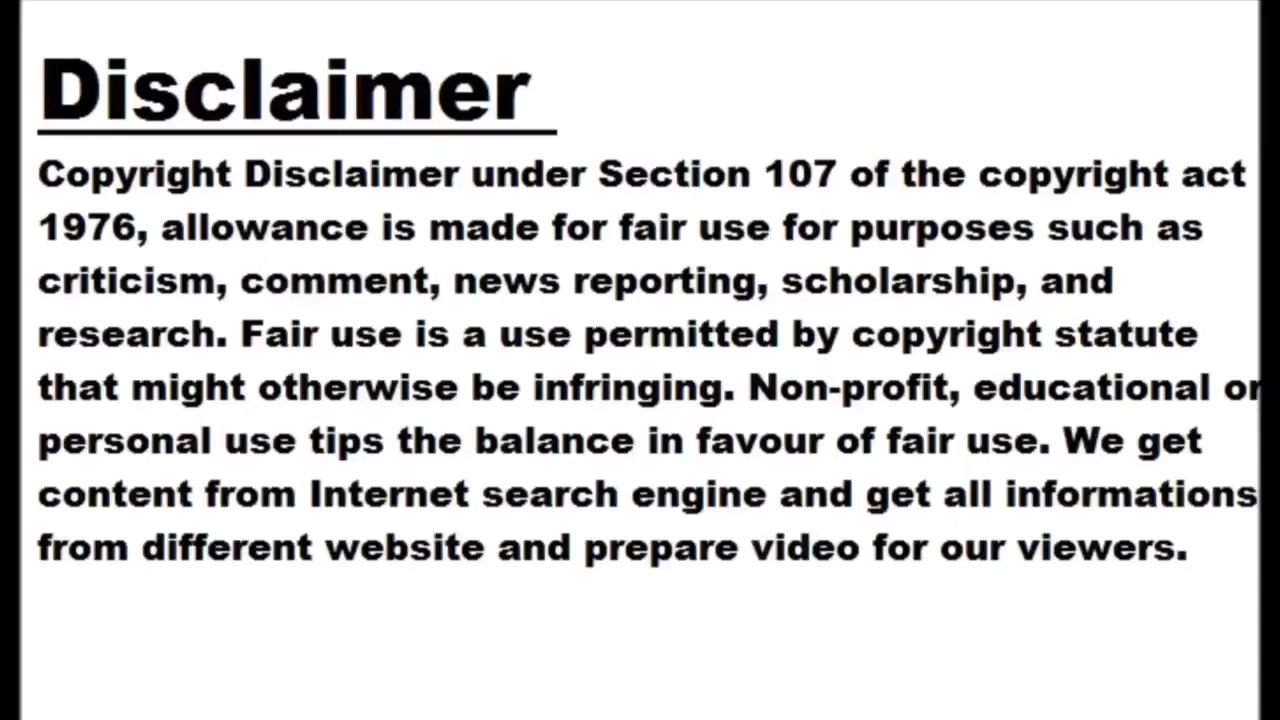 Disclaimer
Copyright Disclaimer under Section 107 of the copyright act
1976, allowance is made for fair use for purposes such as
criticism, comment, news reporting, scholarship, and
research. Fair use is a use permitted by copyright statute
that might otherwise be infringing. Non-profit, educational or
personal use tips the balance in favour of fair use. We get
content from Internet search engine and get all informations
from different website and prepare video for our viewers.